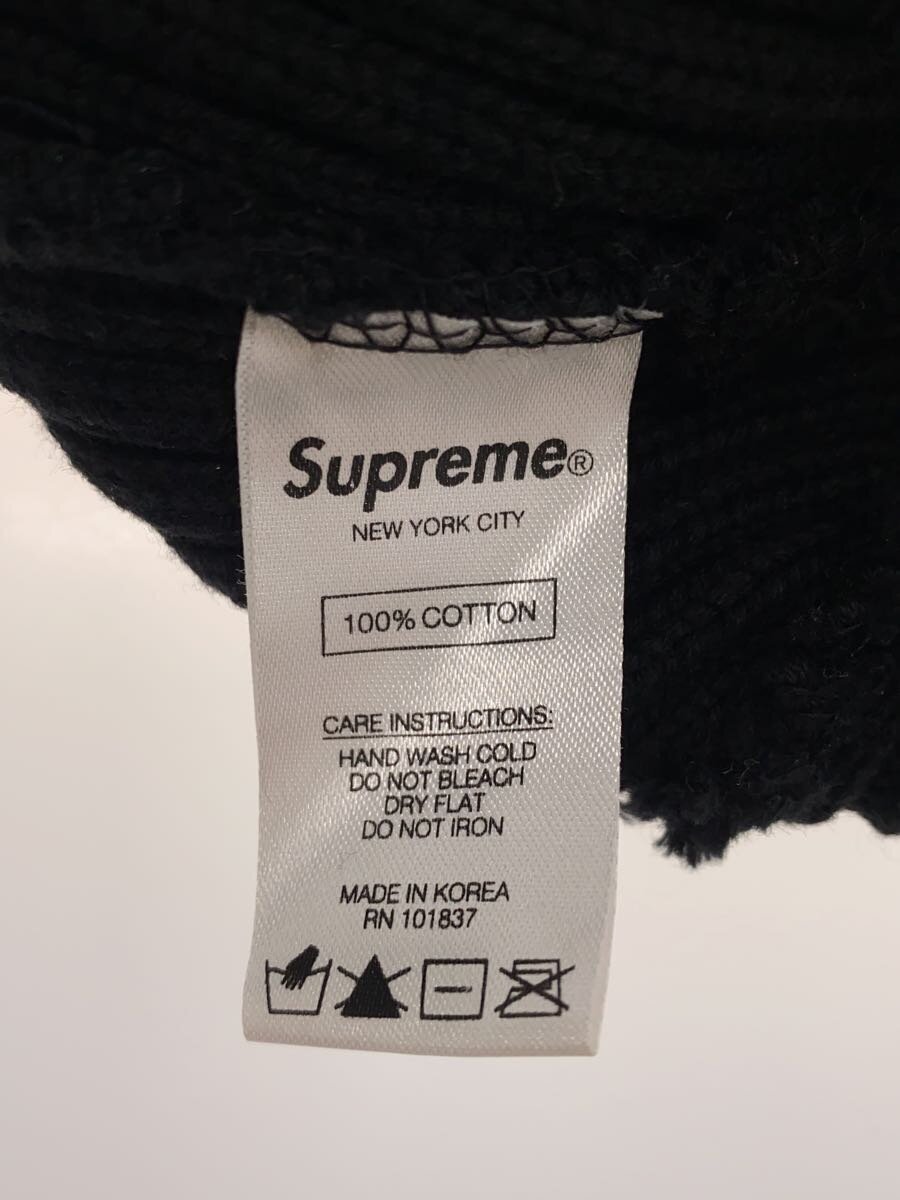 Supreme®
NEW YORK CITY
100% COTTON
CARE INSTRUCTIONS:
HAND WASH COLD
DO NOT BLEACH
DRY FLAT
DO NOT IRON
MADE IN KOREA
RN 101837